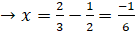 → x = 2/3 − 1/2 = −1/6